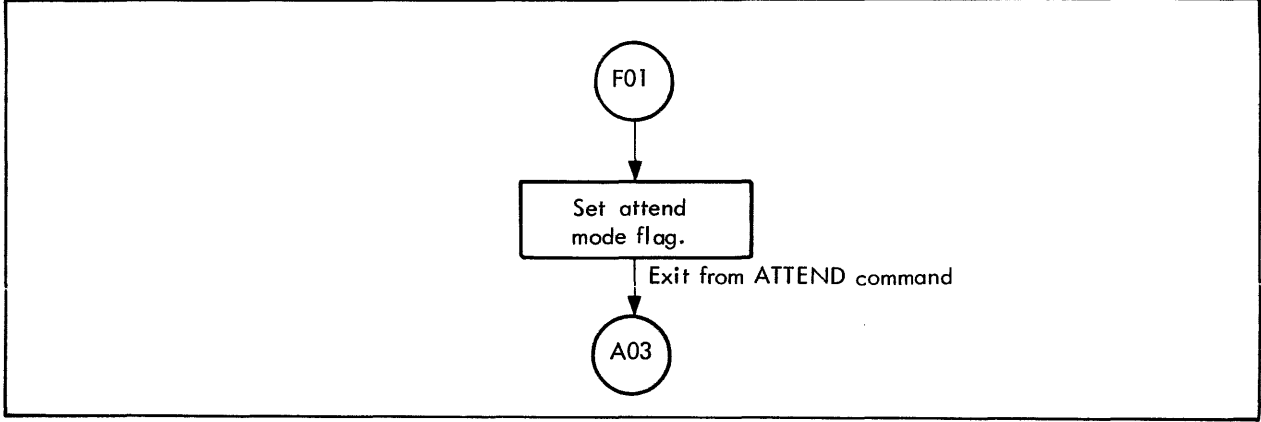 F01
Set attend
mode flag.
Exit from ATTEND command
A03